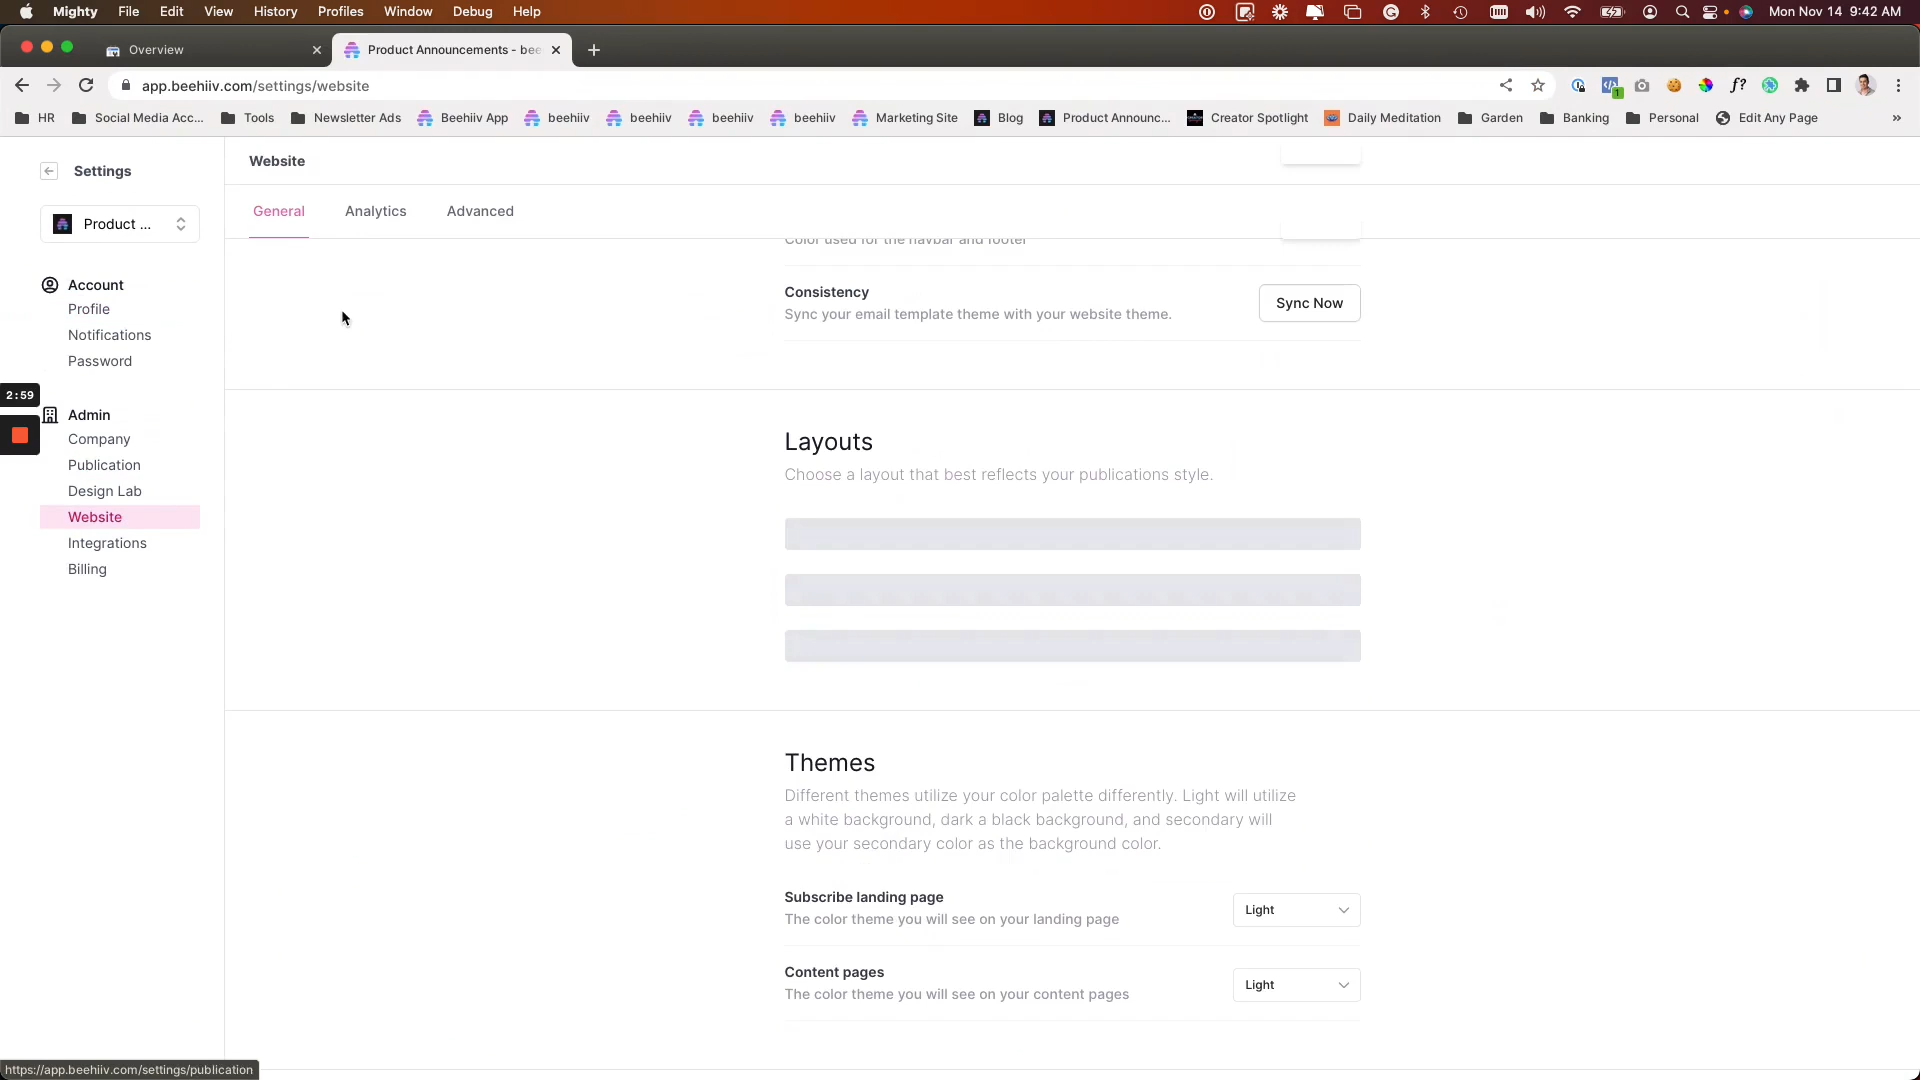 Mighty File Edit View History Profiles Window Debug Help
Mon Nov 14 9:42 AM
Overview
Product Announcements - bee
app.beehiiv.com/settings/website
1
HR Social Media Acc... Tools Newsletter Ads Beehiiv App beehiiv beehiiv beehiiv beehiiv Marketing Site Blog Product Announc... Creator Spotlight Daily Meditation Garden Banking Personal Edit Any Page »
Settings
Product ...
Account
Profile
Notifications
Password
2:59
Admin
Company
Publication
Design Lab
Website
Integrations
Billing
Website
General Analytics Advanced
Color used for the navbar and footer
Consistency
Sync your email template theme with your website theme.
Sync Now
Layouts
Choose a layout that best reflects your publications style.
Themes
Different themes utilize your color palette differently. Light will utilize
a white background, dark a black background, and secondary will
use your secondary color as the background color.
Subscribe landing page
The color theme you will see on your landing page
Light
Content pages
The color theme you will see on your content pages
Light
https://app.beehiiv.com/settings/publication